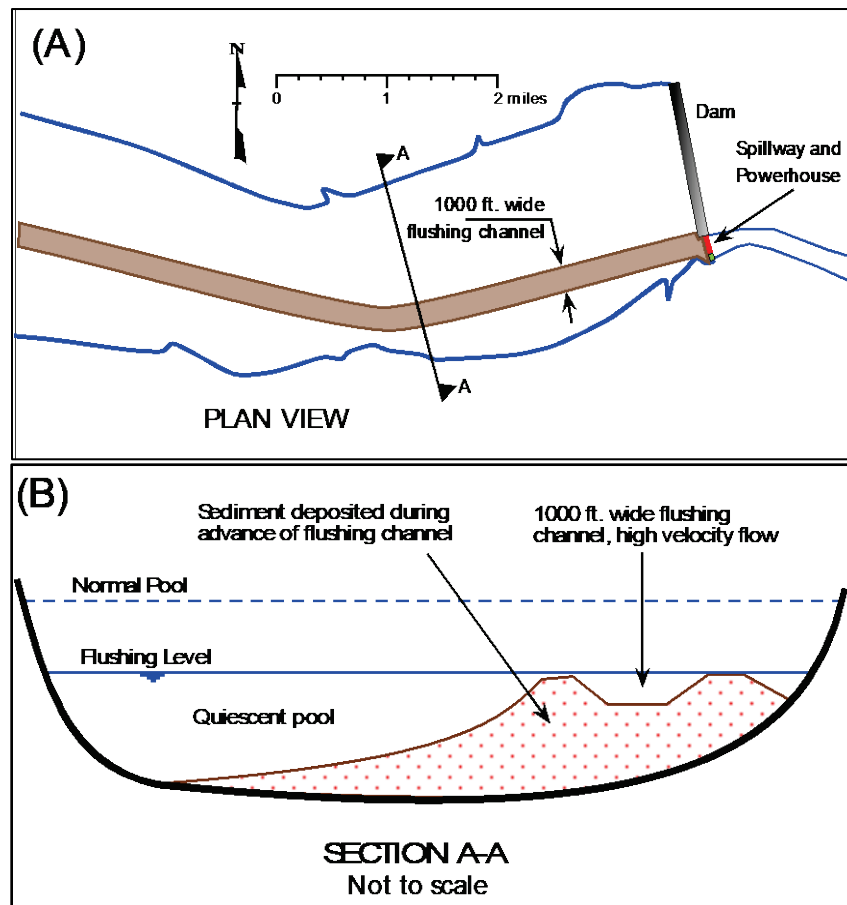 (A)
N
0
1
2 miles
Dam
A
Spillway and
Powerhouse
1000 ft. wide
flushing channel
A
PLAN VIEW
(B)
Sediment deposited during
advance of flushing channel
1000 ft. wide flushing
channel, high velocity flow
Normal Pool
Flushing Level
Quiescent pool
SECTION A-A
Not to scale